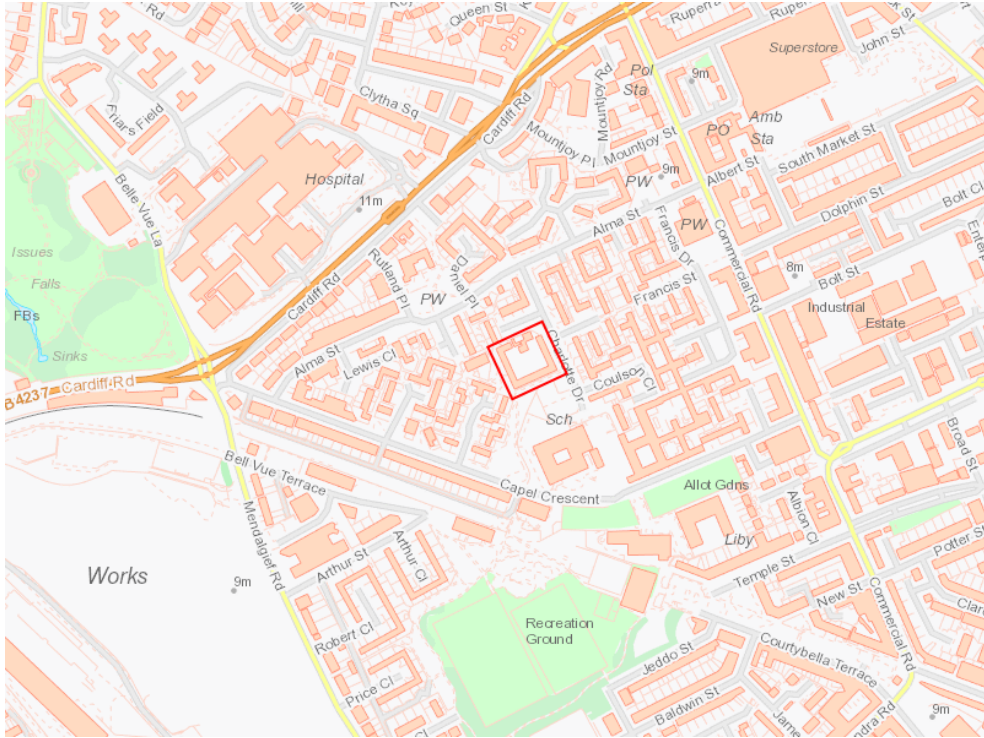 Queen St
Ruperra
Ruper
John St
Superstore
Pol
Sta
9m
Clytha Sq
Cardiff Rd
Mountjoy Rd
Friars Field
Amb
Sta
PO
Mountjoy Pl
Mountjoy St
South Market St
Albert St
Hospital
11m
PW
9m
Belle Vue La
Bolt Cl
Dolphin St
Alma St
Francis Dr
PW
Commercial Rd
Issues
Falls
FBs
Sinks
Rutland Pl
Daniel Pl
PW
Cardiff Rd
Francis St
Bolt St
8m
Industrial
Estate
Alma St
Lewis Cl
Charlotte Dr
Coulson Cl
B4237
Cardiff Rd
Sch
Broad St
Bell Vue Terrace
Capel Crescent
Allot Gdns
Albion Cl
Mendalgief Rd
Liby
Potter St
Arthur St
Arthur Cl
Temple St
New St
Works
9m
Commercial Rd
Robert Cl
Recreation
Ground
Courtybella Terrace
Jeddo St
Price Cl
Baldwin St
9m